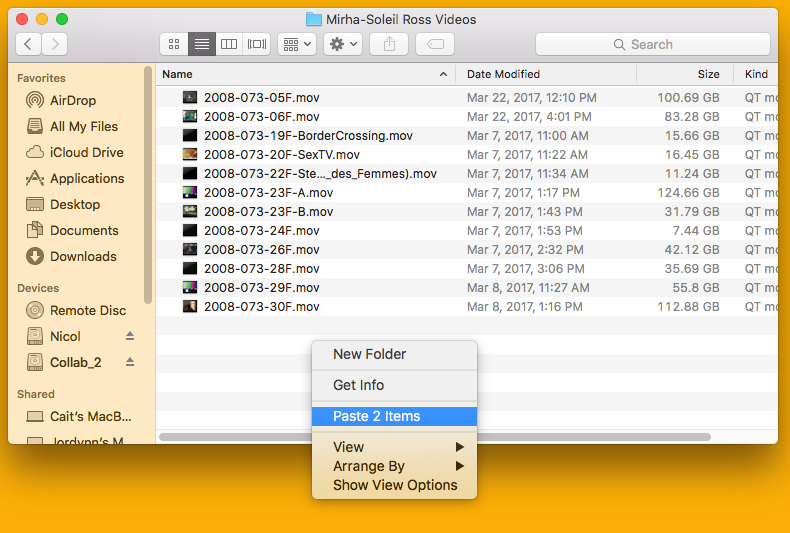 Mirha-Soleil Ross Videos
Search
Favorites
AirDrop
All My Files
iCloud Drive
Applications
Desktop
Documents
Downloads
Devices
Remote Disc
Nicol
Collab_2
Shared
Cait's MacB...
Jordynn's M
Name Date Modified Size Kind
2008-073-05F.mov Mar 22, 2017, 12:10 PM 100.69 GB QT mo
2008-073-06F.mov Mar 22, 2017, 4:01 PM 83.28 GB QT mo
2008-073-19F-BorderCrossing.mov Mar 7, 2017, 11:00 AM 15.66 GB QT mo
2008-073-20F-SexTV.mov Mar 7, 2017, 11:22 AM 16.45 GB QT mo
2008-073-22F-Ste..._des_Femmes).mov Mar 7, 2017, 11:34 AM 11.24 GB QT mo
2008-073-23F-A.mov Mar 7, 2017, 1:17 PM 124.66 GB QT mo
2008-073-23F-B.mov Mar 7, 2017, 1:43 PM 31.79 GB QT mo
2008-073-24F.mov Mar 7, 2017, 1:53 PM 7.44 GB QT mo
2008-073-26F.mov Mar 7, 2017, 2:32 PM 42.12 GB QT mo
2008-073-28F.mov Mar 7, 2017, 3:06 PM 35.69 GB QT mo
2008-073-29F.mov Mar 8, 2017, 11:27 AM 55.8 GB QT mo
2008-073-30F.mov Mar 8, 2017, 1:16 PM 112.88 GB QT mo
New Folder
Get Info
Paste 2 Items
View
Arrange By
Show View Options